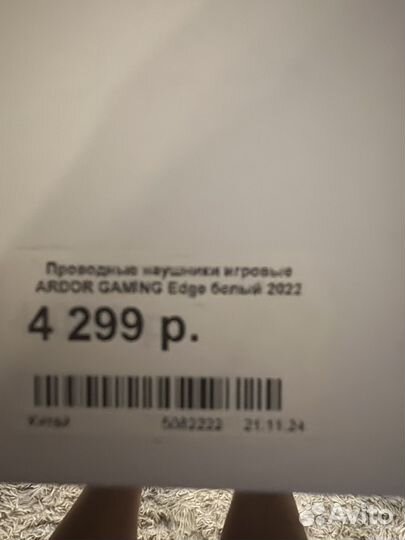 Проводные наушники игровые
ARDOR GAMING Edge белый 2022
4 299 р.
Китай 5082222 21.11.24
Avito